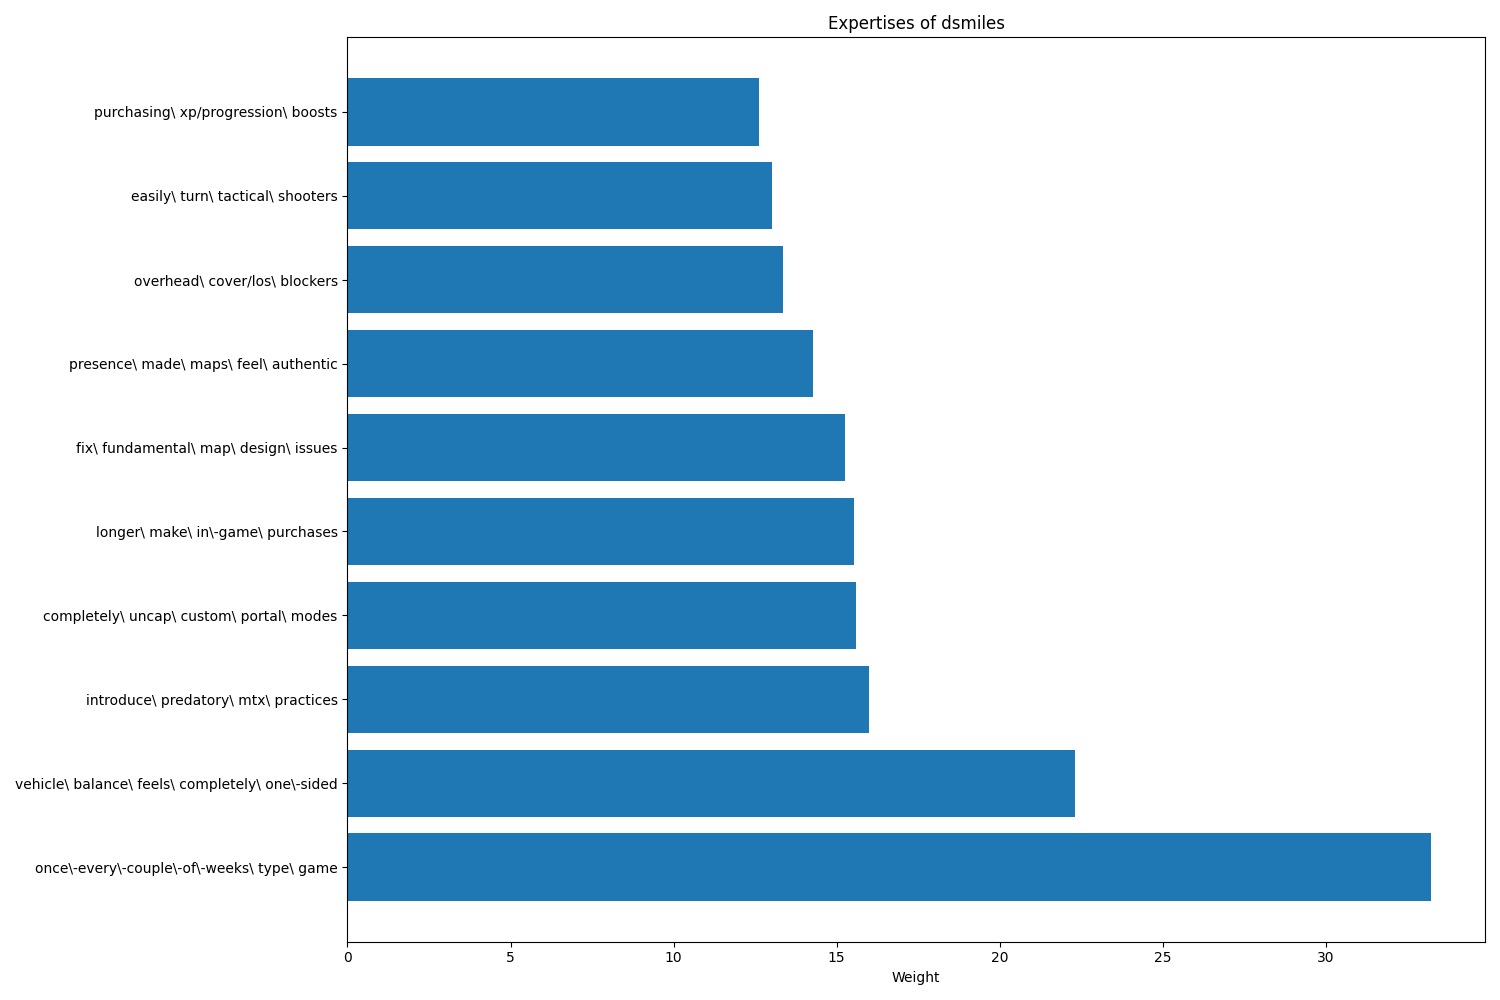 Expertises of dsmiles
purchasing\ xp/progression\ boosts
easily\ turn\ tactical\ shooters
overhead\ cover/los\ blockers
presence\ made\ maps\ feel\ authentic
fix\ fundamental\ map\ design\ issues
longer\ make\ in\-game\ purchases
completely\ uncap\ custom\ portal\ modes
introduce\ predatory\ mtx\ practices
vehicle\ balance\ feels\ completely\ one\-sided
once\-every\-couple\-of\-weeks\ type\ game
0 5 10 15 20 25 30
Weight